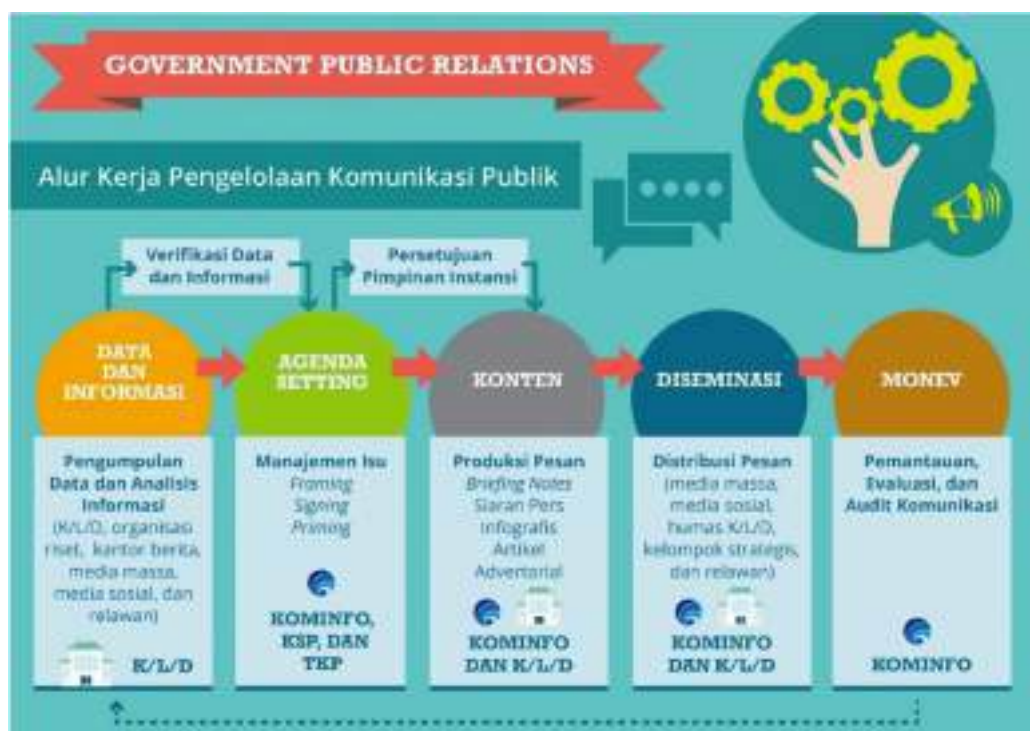 GOVERNMENT PUBLIC RELATIONS
Alur Kerja Pengelolaan Komunikasi Publik
Verifikasi Data
dan Informasi
Persetujuan
Pimpinan Instansi
DATA
DAN
INFORMASI
AGENDA
SETTING
KONTEN
DISEMINASI
MONEV
Pengumpulan
Data dan Analisis
Informasi
(K/L/D, organisasi
riset, kantor berita,
media massa,
media sosial, dan
relawan)
K/L/D
Manajemen Isu
Framing
Signing
Priming
KOMINFO,
KSP, DAN
TKP
Produksi Pesan
Briefing Notes
Siaran Pers
Infografis
Artikel
Advertorial
KOMINFO
DAN K/L/D
Distribusi Pesan
(media massa,
media sosial,
humas K/L/D,
kelompok strategis,
dan relawan)
KOMINFO
DAN K/L/D
Pemantauan,
Evaluasi, dan
Audit Komunikasi
KOMINFO